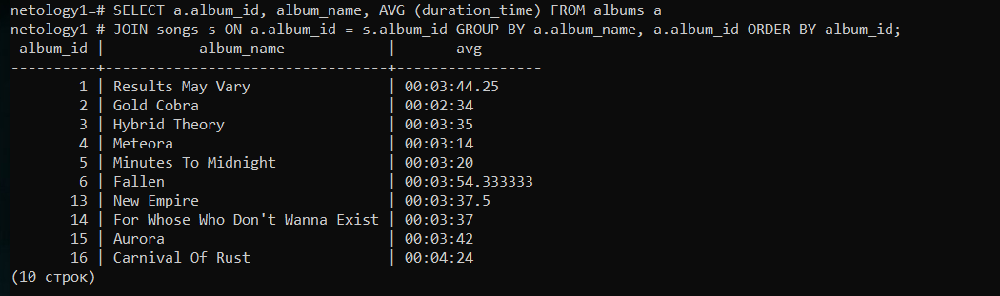 netology1=# SELECT a.album_id, album_name, AVG (duration_time) FROM albums a
netology1-# JOIN songs s ON a.album_id = s.album_id GROUP BY a.album_name, a.album_id ORDER BY album_id;
 album_id |           album_name            |       avg
----------+---------------------------------+-----------------
        1 | Results May Vary                | 00:03:44.25
        2 | Gold Cobra                      | 00:02:34
        3 | Hybrid Theory                   | 00:03:35
        4 | Meteora                         | 00:03:14
        5 | Minutes To Midnight             | 00:03:20
        6 | Fallen                          | 00:03:54.333333
       13 | New Empire                      | 00:03:37.5
       14 | For Whose Who Don't Wanna Exist | 00:03:37
       15 | Aurora                          | 00:03:42
       16 | Carnival Of Rust                | 00:04:24
(10 строк)